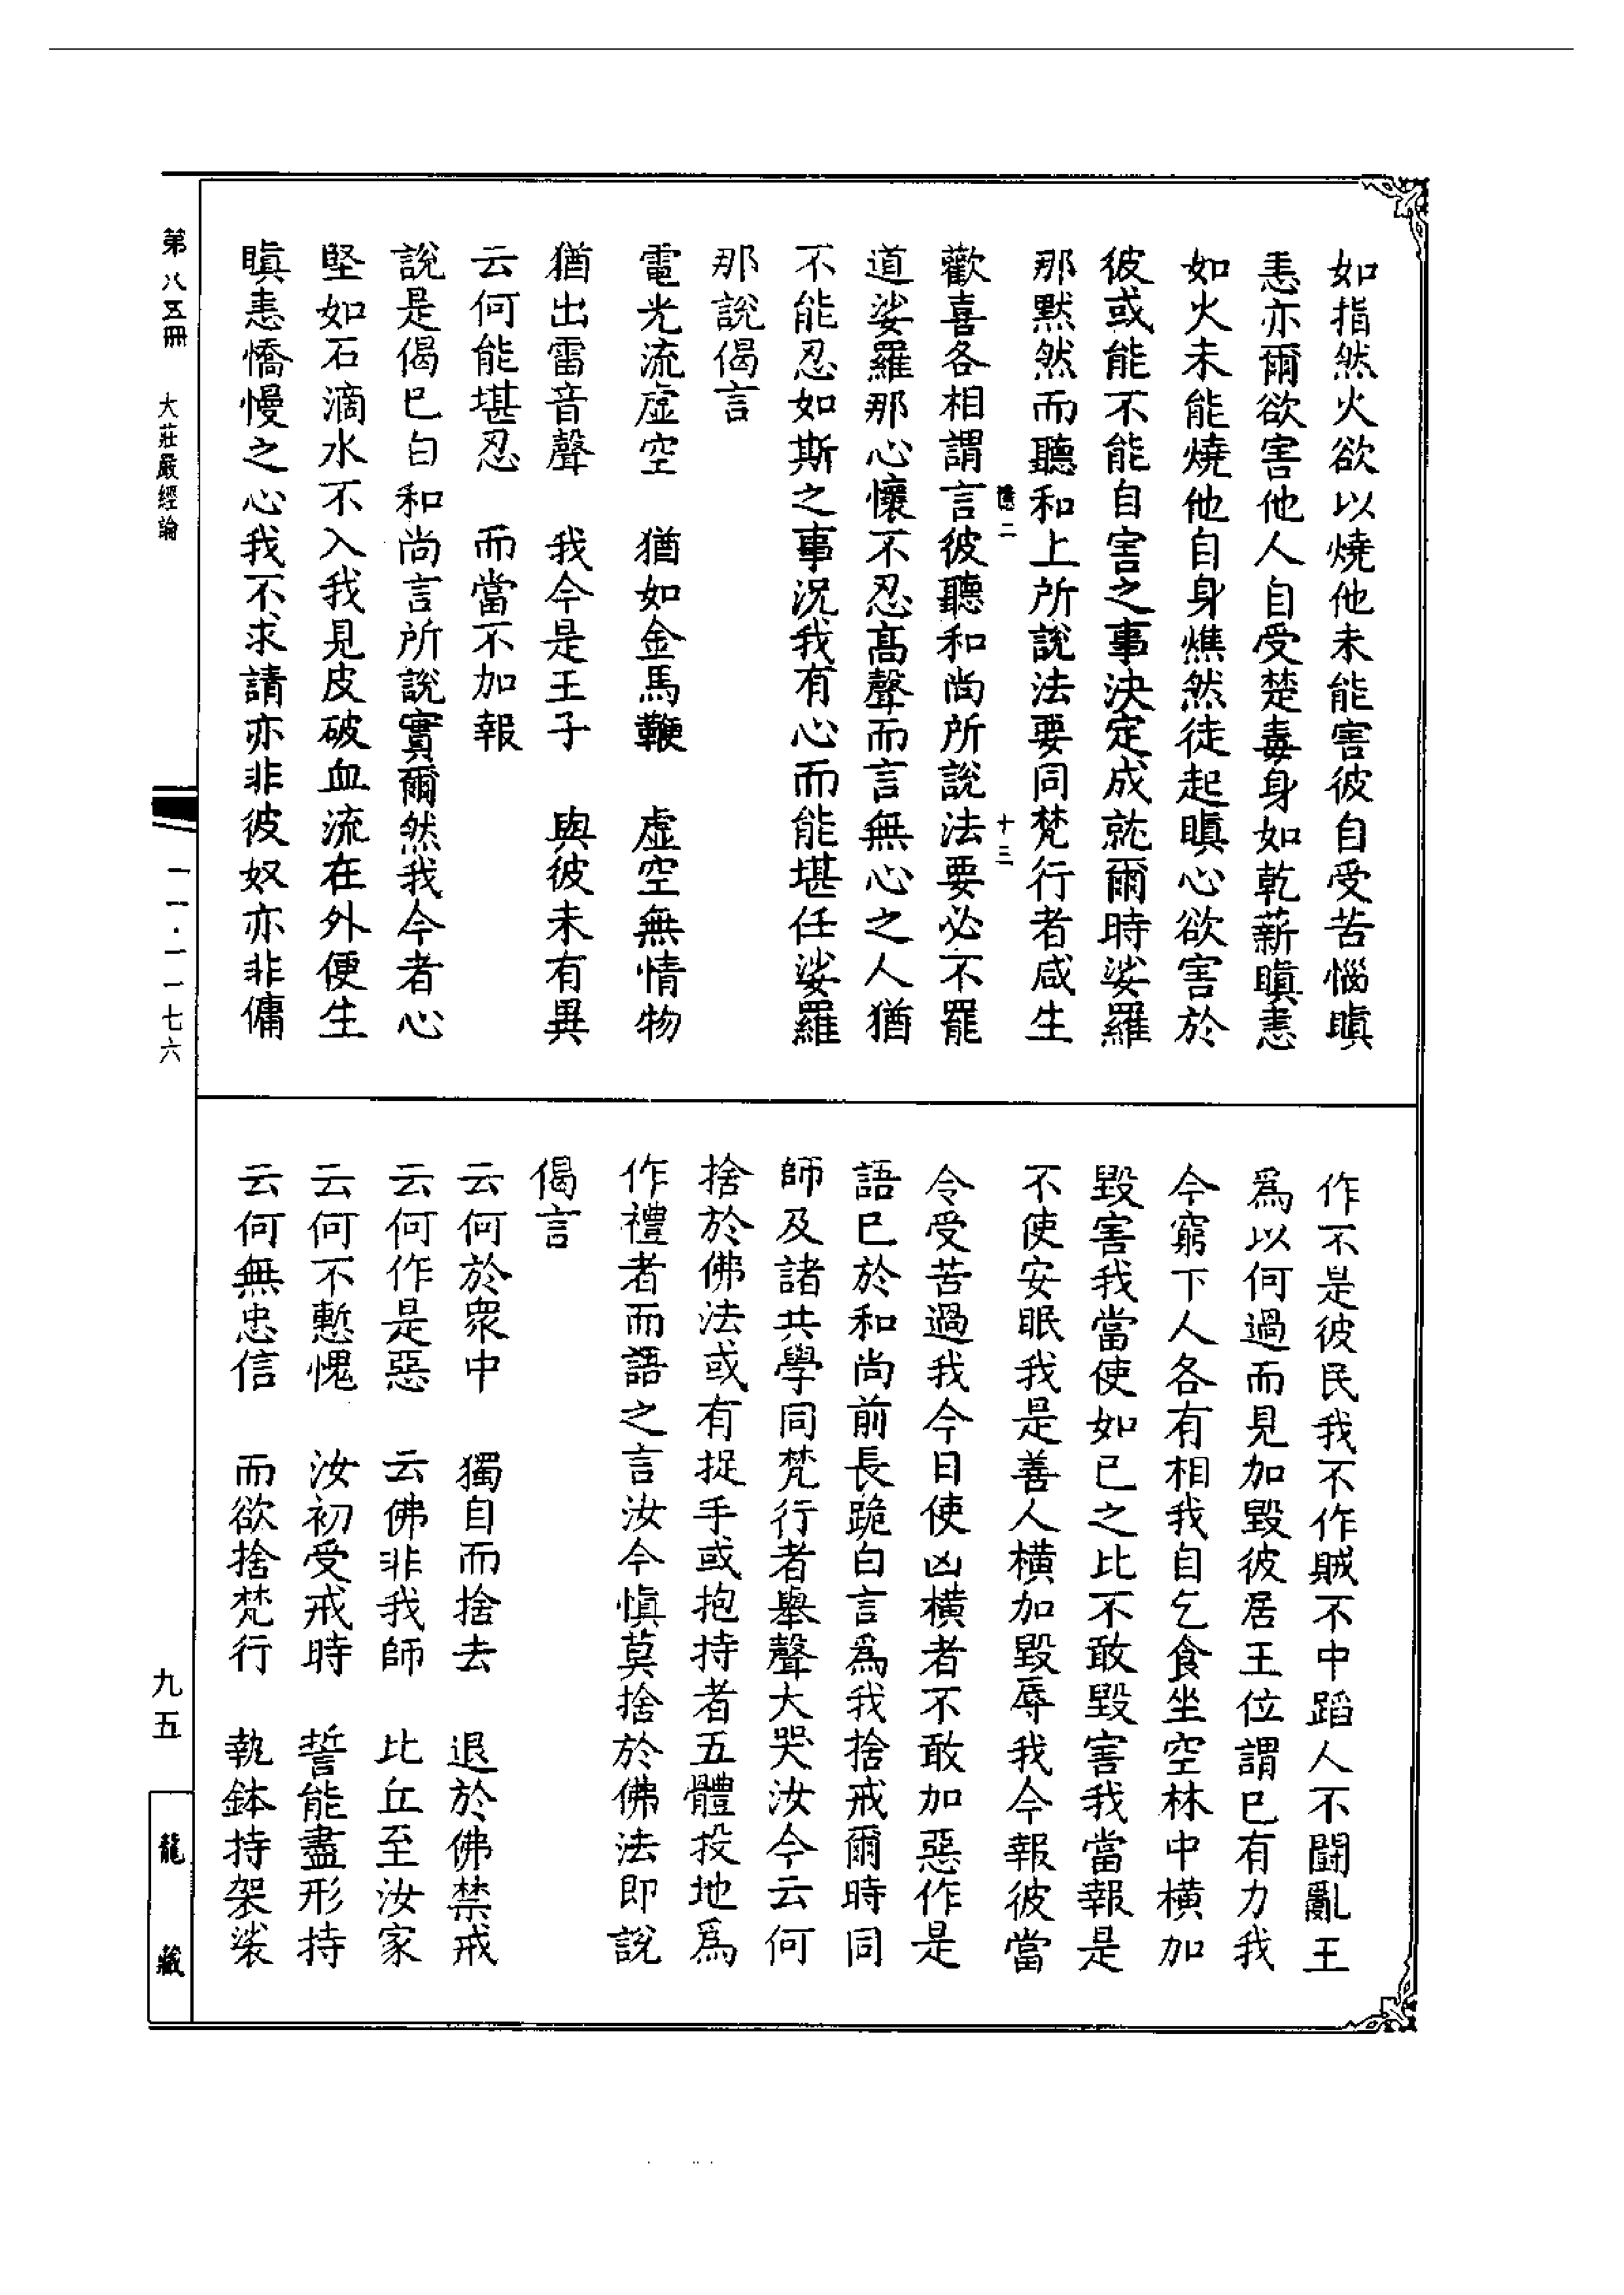 如指然火欲以燒他未能害彼自受苦惱瞋
恚亦爾欲害他人自受楚毒身如乾薪瞋恚
如火未能燒他自身燋然徒起瞋心欲害於
彼或能不能自害之事決定成就爾時娑羅
那默然而聽和上所說法要同梵行者咸生
二 十三
歡喜各相謂言彼聽和尚所說法要必不罷
道娑羅那心懷不忍高聲而言無心之人猶
不能忍如斯之事況我有心而能堪任娑羅
那說偈言
電光流虛空　猶如金馬鞭　虛空無情物
猶出雷音聲　我今是王子　與彼未有異
云何能堪忍　而當不加報
說是偈已白和尚言所說實爾然我今者心
堅如石滴水不入我見皮破血流在外便生
瞋恚憍慢之心我不求請亦非彼奴亦非傭
作不是彼民我不作賊不中蹈人不鬪亂王
爲以何過而見加毀彼居王位謂已有力我
今窮下人各有相我自乞食坐空林中橫加
毀害我當使如已之比不敢毀害我當報是
不使安眠我是善人橫加毀辱我今報彼當
令受苦過我今日使凶橫者不敢加惡作是
語已於和尚前長跪白言爲我捨戒爾時同
師及諸共學同梵行者舉聲大哭汝今云何
捨於佛法或有捉手或抱持者五體投地爲
作禮者而語之言汝今愼莫捨於佛法即說
偈言
云何於衆中　獨自而捨去　退於佛禁戒
云何作是惡　云佛非我師　比丘至汝家
云何不慙愧　汝初受戒時　誓能盡形持
云何無忠信　而欲捨梵行　執鉢持袈裟
第八五冊　大莊嚴經論　一一·一一七六　九五
龍藏